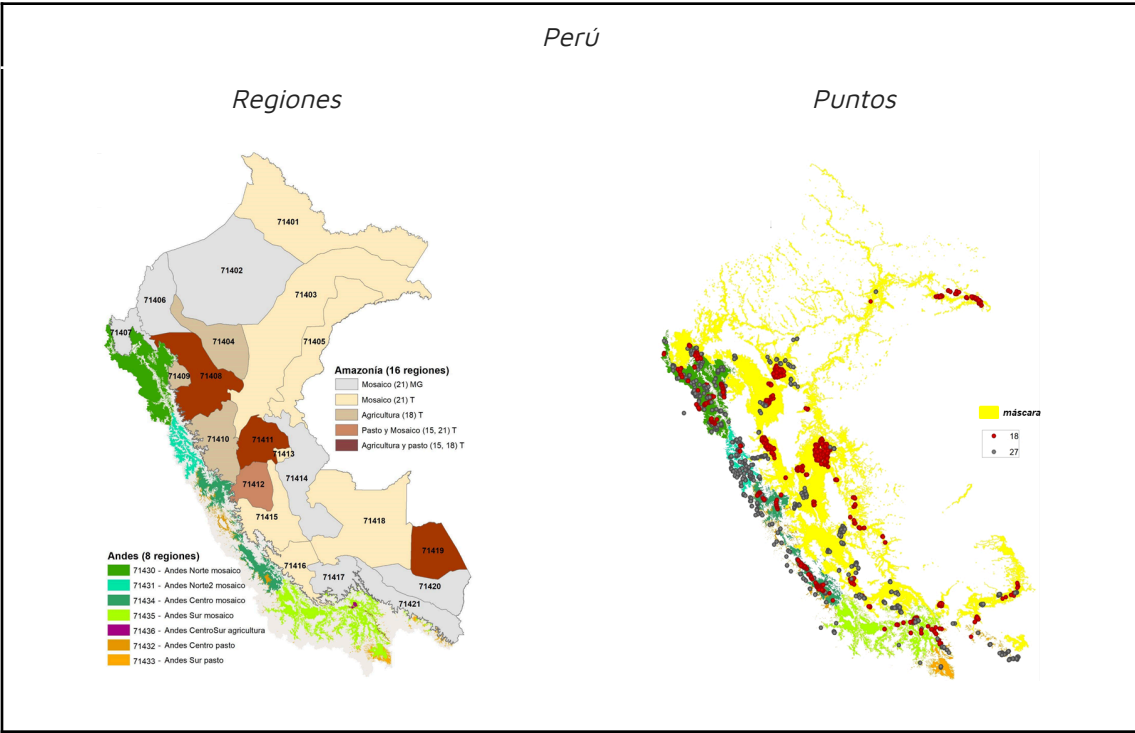 Perú
Regiones
Puntos
71401
71402
71403
71406
71407
71404
71405
71409
71408
71410
71411
71413
71412
71414
71415
71418
71419
71416
71417
71420
71421
Amazonía (16 regiones)
Mosaico (21) MG
Mosaico (21) T
Agricultura (18) T
Pasto y Mosaico (15, 21) T
Agricultura y pasto (15, 18) T
Andes (8 regiones)
71430 - Andes Norte mosaico
71431 - Andes Norte2 mosaico
71434 - Andes Centro mosaico
71435 - Andes Sur mosaico
71436 - Andes CentroSur agricultura
71432 - Andes Centro pasto
71433 - Andes Sur pasto
máscara
18
27